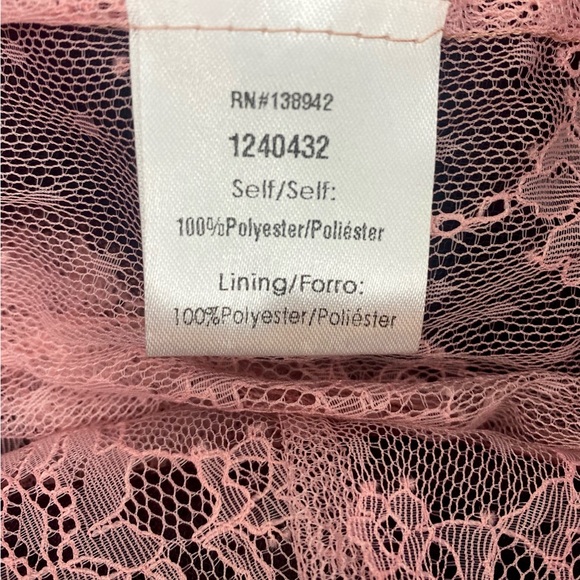 RN#138942
1240432
Self/Self:
100%Polyester/Poliéster
Lining/Forro:
100%Polyester/Poliéster